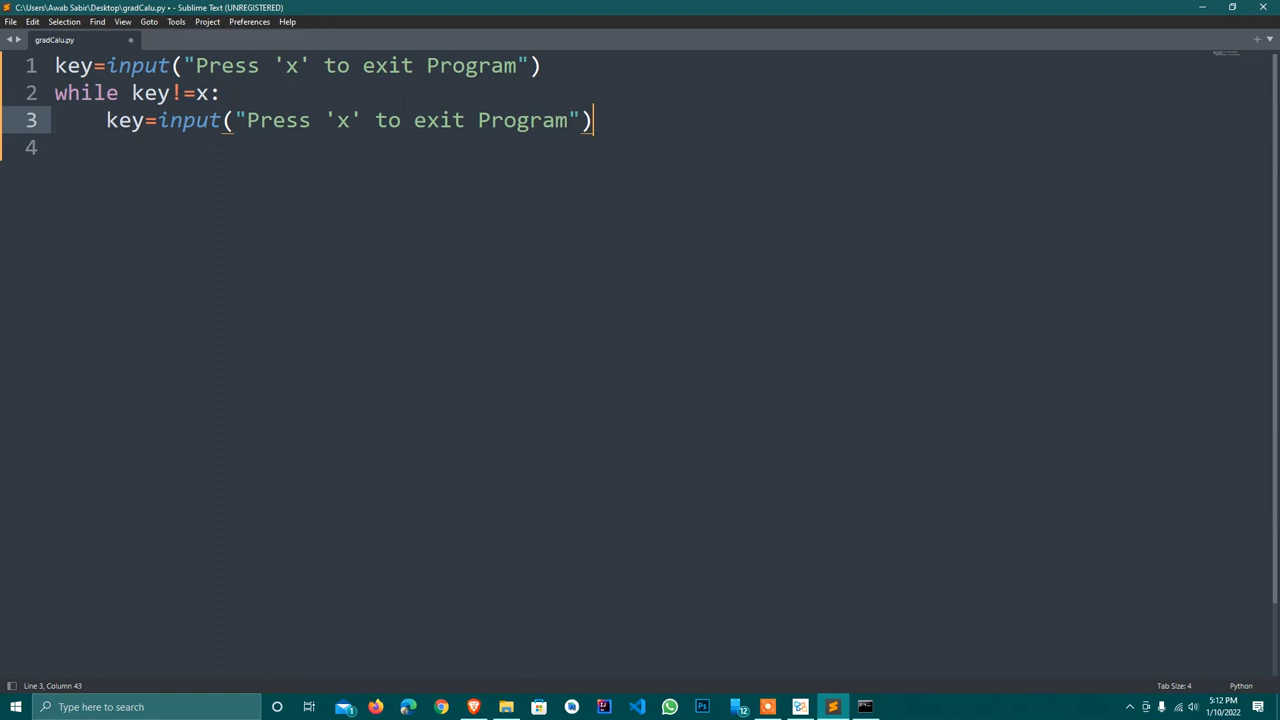 C:\Users\Awab Sabir\Desktop\gradCalu.py • - Sublime Text (UNREGISTERED)
File Edit Selection Find View Goto Tools Project Preferences Help
gradCalu.py
1 key=input("Press 'x' to exit Program")
2 while key!=x:
3     key=input("Press 'x' to exit Program")
4
Line 3, Column 43 Tab Size: 4 Python
Type here to search 1 Ps 12 5:12 PM
1/10/2022